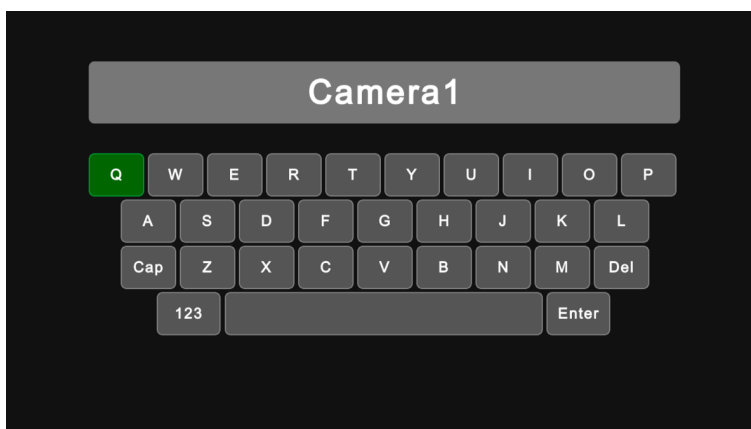 Camera1
Q W E R T Y U I O P
A S D F G H J K L
Cap Z X C V B N M Del
123 Enter